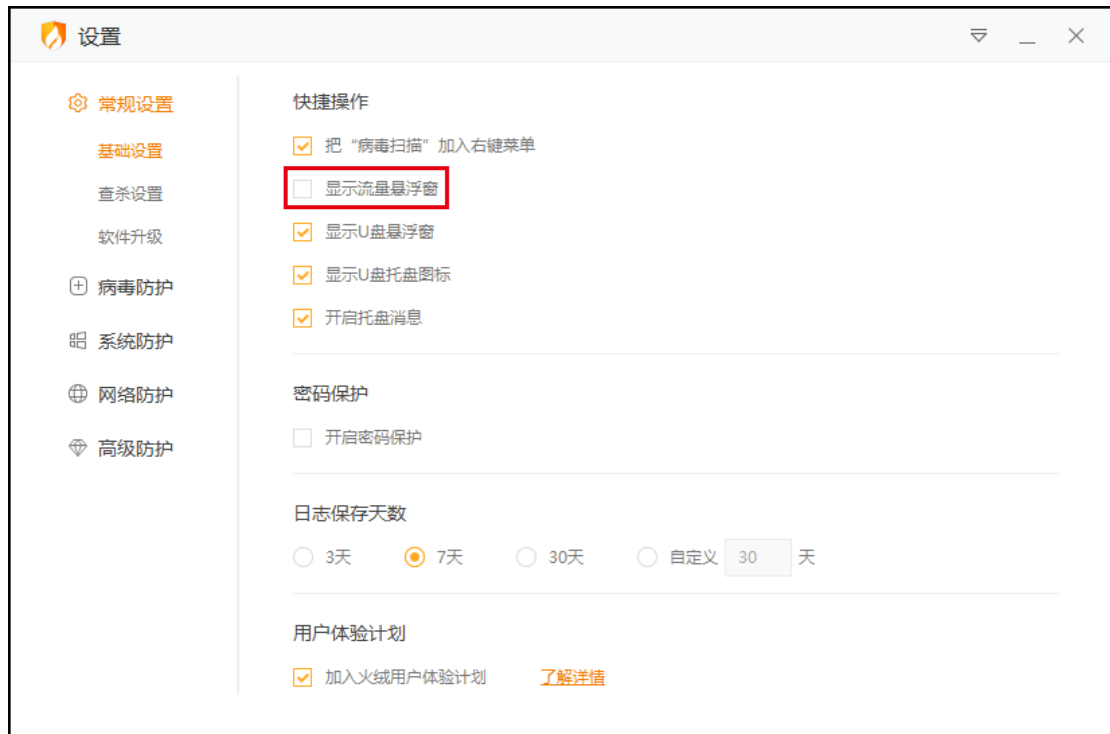 设置
常规设置
基础设置
查杀设置
软件升级
病毒防护
系统防护
网络防护
高级防护
快捷操作
把“病毒扫描”加入右键菜单
显示流量悬浮窗
显示U盘悬浮窗
显示U盘托盘图标
开启托盘消息
密码保护
开启密码保护
日志保存天数
3天 7天 30天 自定义 30 天
用户体验计划
加入火绒用户体验计划 了解详情